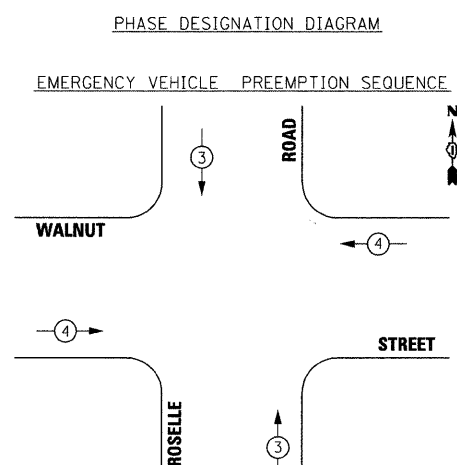 PHASE DESIGNATION DIAGRAM
EMERGENCY VEHICLE PREEMPTION SEQUENCE
N
3
ROAD
WALNUT
4
4
STREET
ROSELLE
3